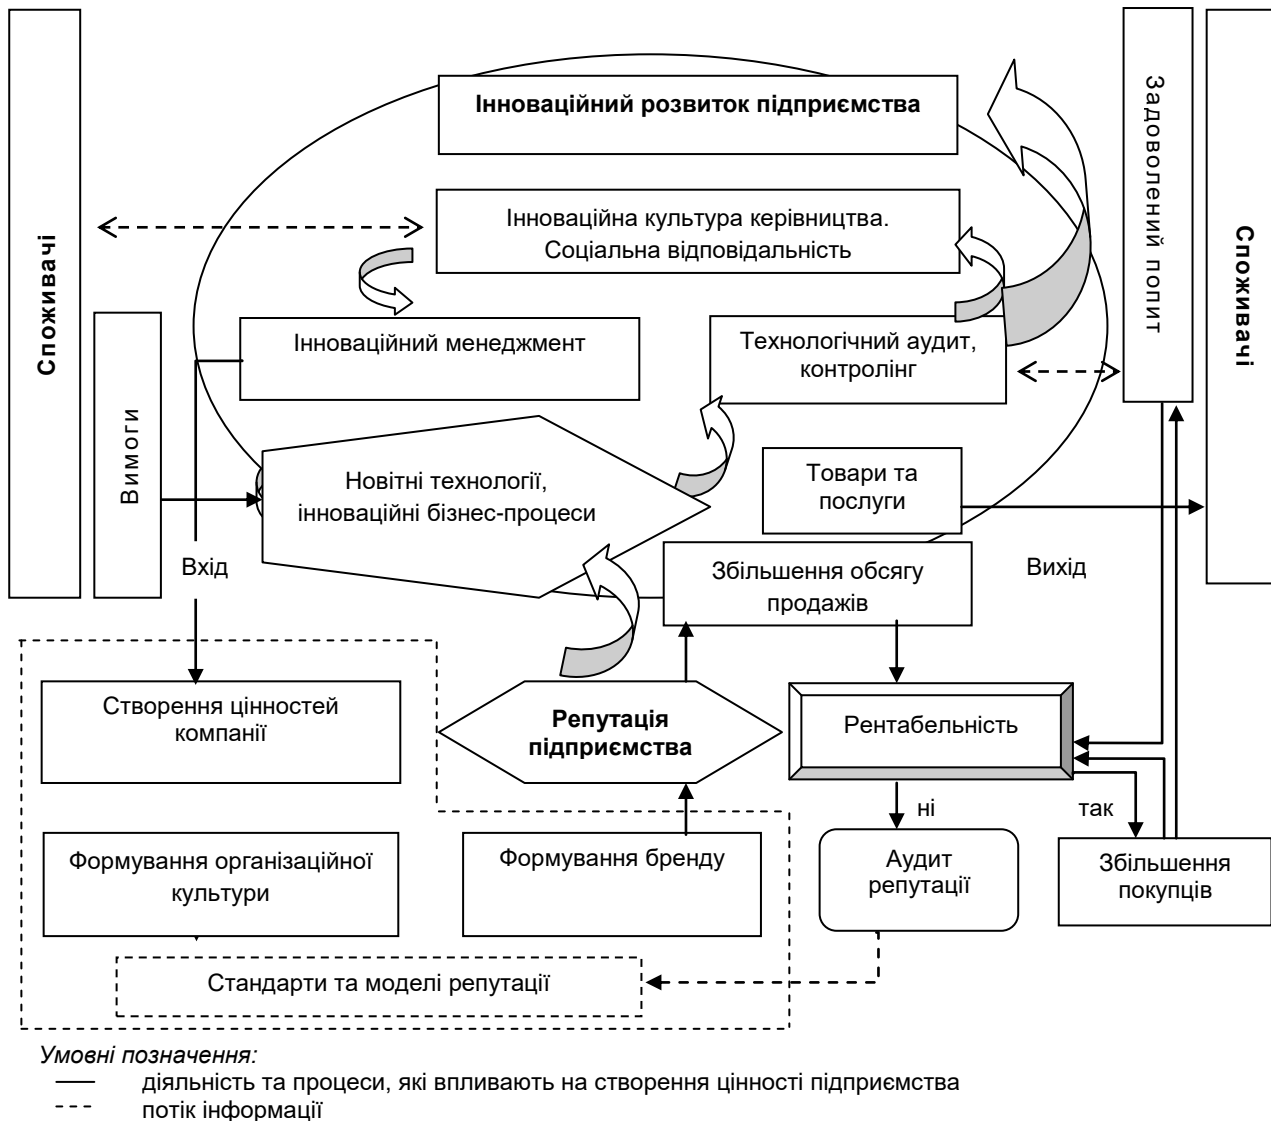 Споживачі
Вимоги
Інноваційний розвиток підприємства
Інноваційна культура керівництва.
Соціальна відповідальність
Інноваційний менеджмент
Технологічний аудит,
контролінг
Задоволений попит
Споживачі
Новітні технології,
інноваційні бізнес-процеси
Товари та
послуги
Вхід
Збільшення обсягу
продажів
Вихід
Створення цінностей
компанії
Репутація
підприємства
Рентабельність
ні
так
Формування організаційної
культури
Формування бренду
Аудит
репутації
Збільшення
покупців
Стандарти та моделі репутації
Умовні позначення:
діяльність та процеси, які впливають на створення цінності підприємства
потік інформації